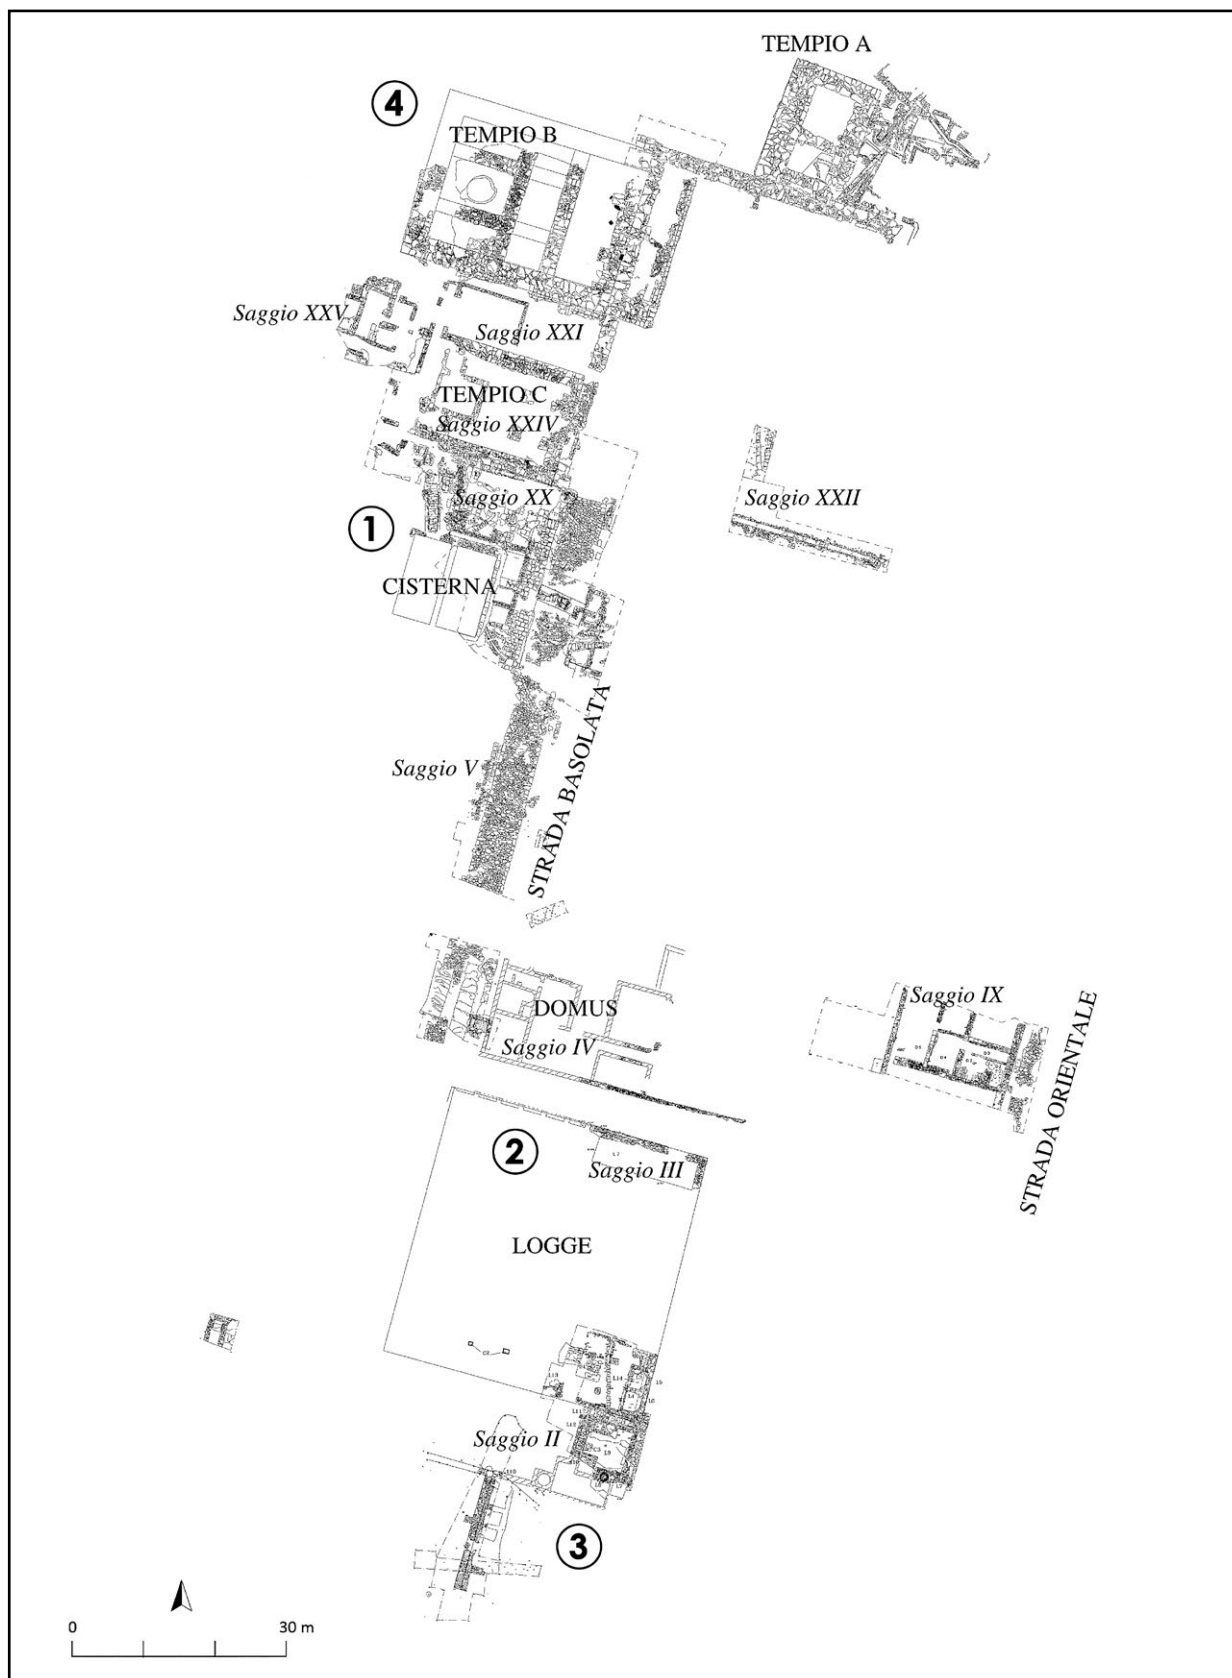 TEMPIO A
4
TEMPIO B
Saggio XXV
Saggio XXI
TEMPIO C
Saggio XXIV
Saggio XX
Saggio XXII
1
CISTERNA
Saggio V
STRADA BASOLATA
DOMUS
Saggio IV
Saggio IX
STRADA ORIENTALE
2
Saggio III
LOGGE
Saggio II
3
0
30 m